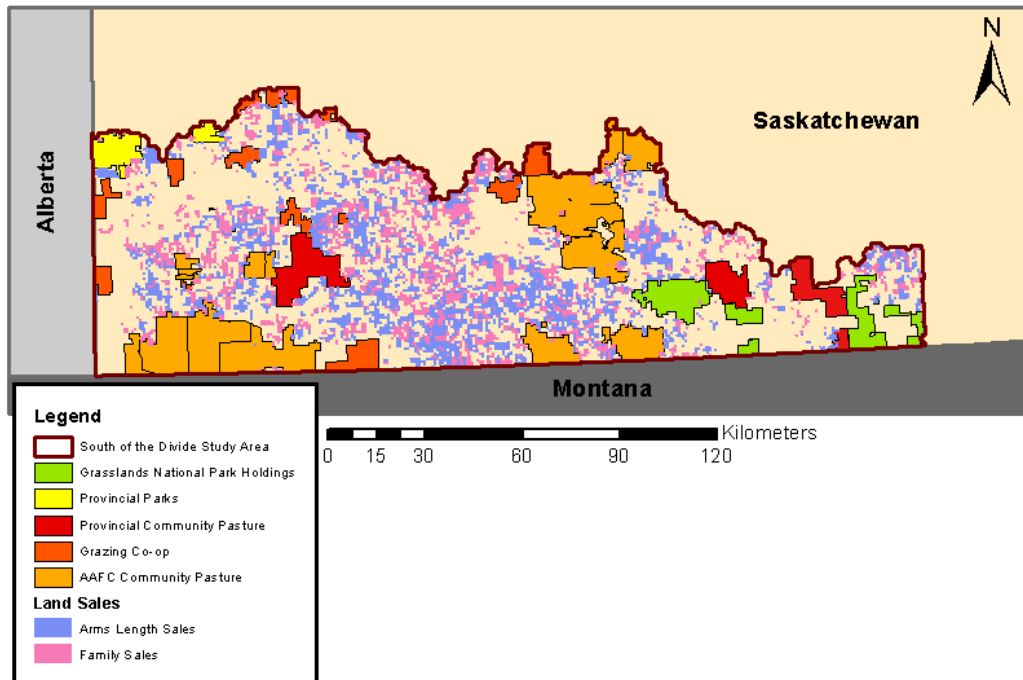 N
Saskatchewan
Alberta
Montana
Legend
South of the Divide Study Area
Grasslands National Park Holdings
Provincial Parks
Provincial Community Pasture
Grazing Co-op
AAFC Community Pasture
Land Sales
Arms Length Sales
Family Sales
Kilometers
0 15 30 60 90 120